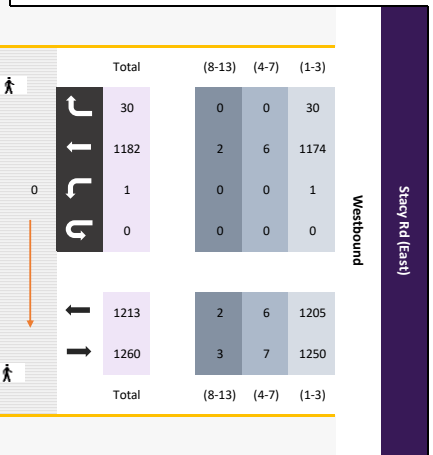 Total (8-13) (4-7) (1-3)
30 0 0 30
1182 2 6 1174
0 1 0 0 1
0 0 0 0
Westbound
Stacy Rd (East)
1213 2 6 1205
1260 3 7 1250
Total (8-13) (4-7) (1-3)